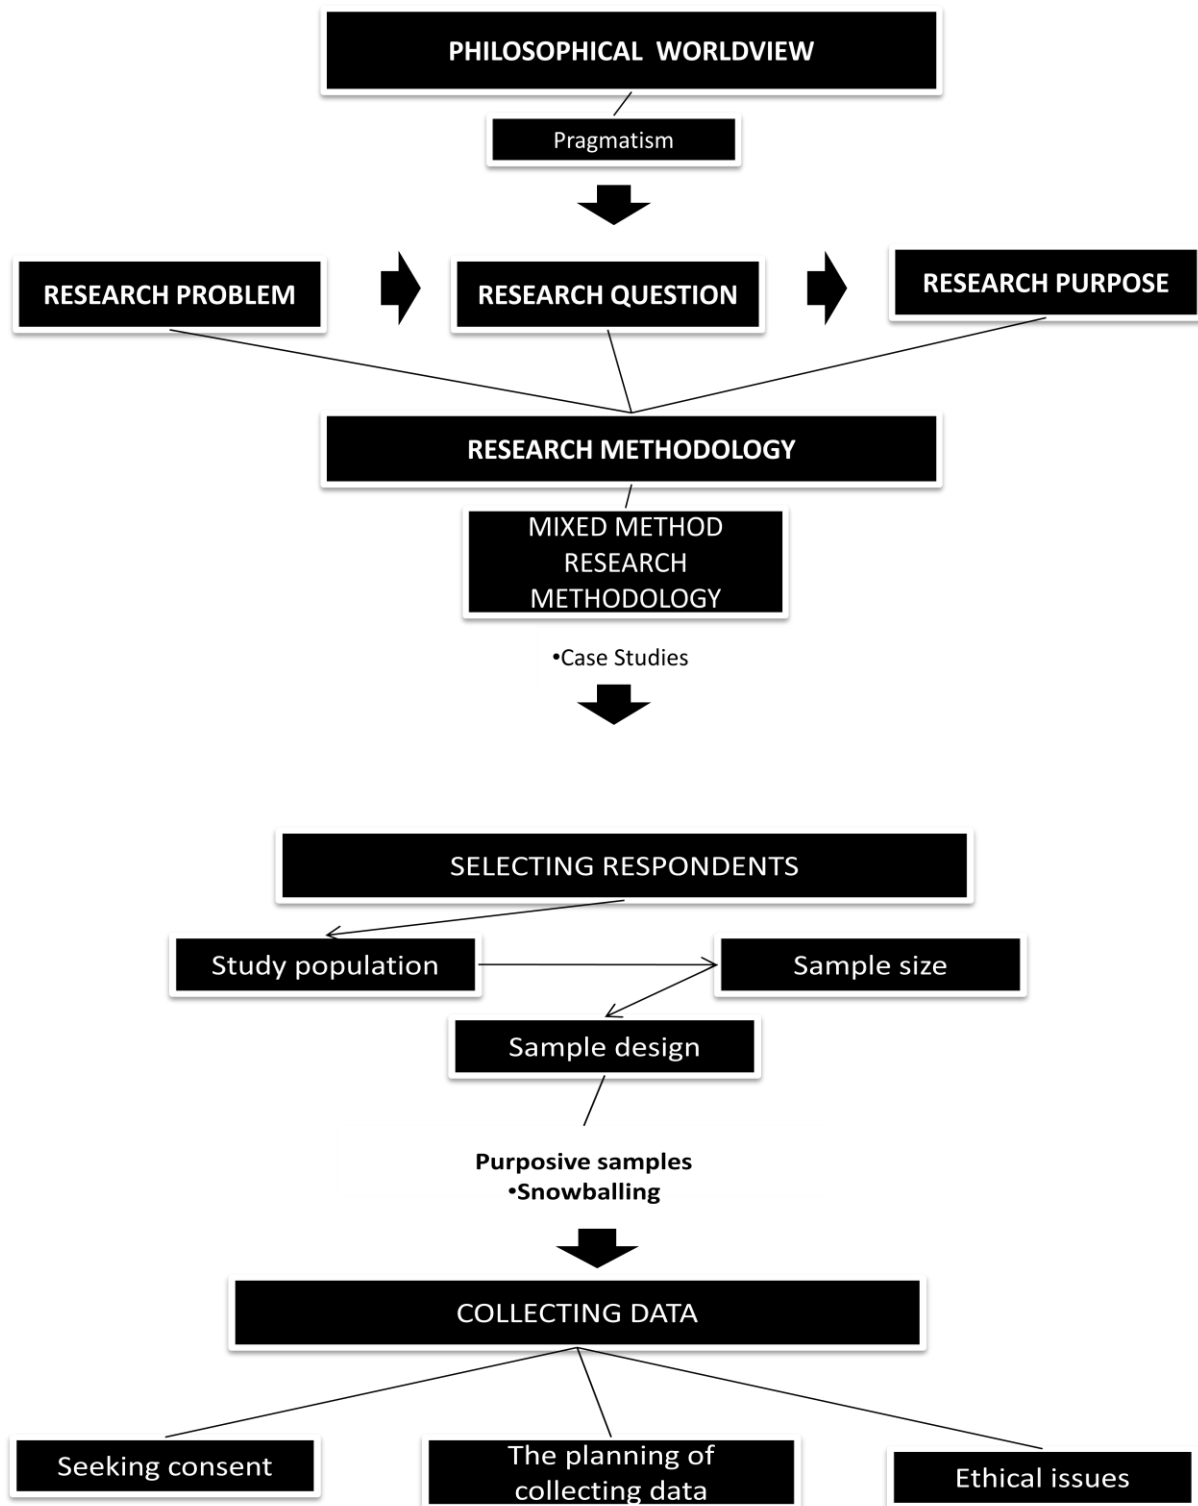 PHILOSOPHICAL WORLDVIEW
Pragmatism
RESEARCH PROBLEM
RESEARCH QUESTION
RESEARCH PURPOSE
RESEARCH METHODOLOGY
MIXED METHOD
RESEARCH
METHODOLOGY
•Case Studies
SELECTING RESPONDENTS
Study population
Sample size
Sample design
Purposive samples
•Snowballing
COLLECTING DATA
Seeking consent
The planning of
collecting data
Ethical issues